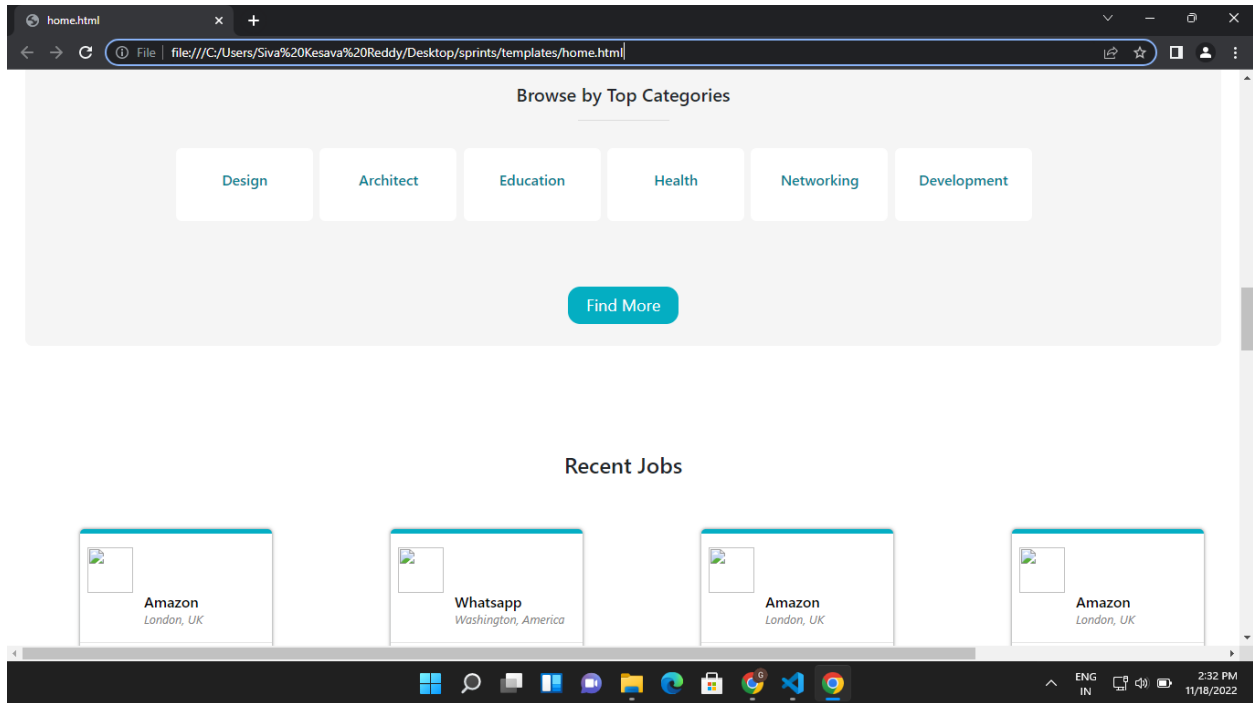 home.html
File | file:///C:/Users/Siva%20Kesava%20Reddy/Desktop/sprints/templates/home.html
Browse by Top Categories
Design Architect Education Health Networking Development
Find More
Recent Jobs
Amazon Whatsapp Amazon Amazon
London, UK Washington, America London, UK London, UK
ENG 2:32 PM
IN 11/18/2022